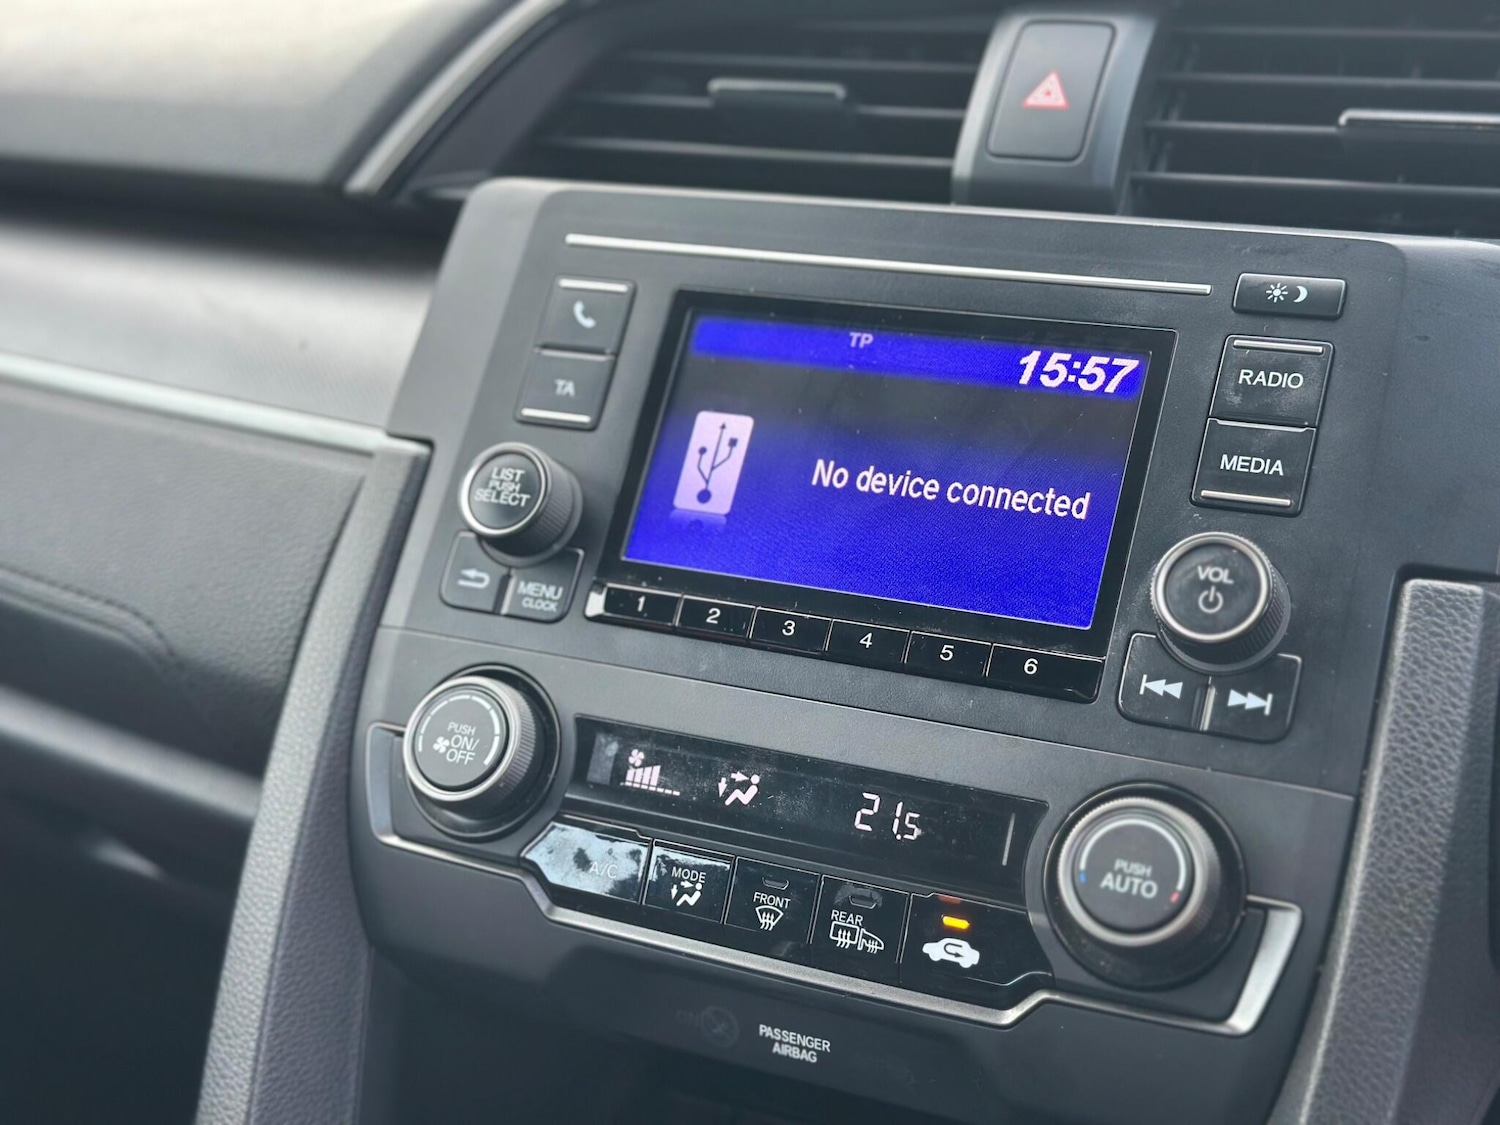 TP
15:57
No device connected
TA
RADIO
MEDIA
LIST
PUSH
SELECT
MENU
CLOCK
VOL
1 2 3 4 5 6
PUSH
ON/
OFF
21.5
PUSH
AUTO
A/C
MODE
FRONT
REAR
PASSENGER
AIRBAG